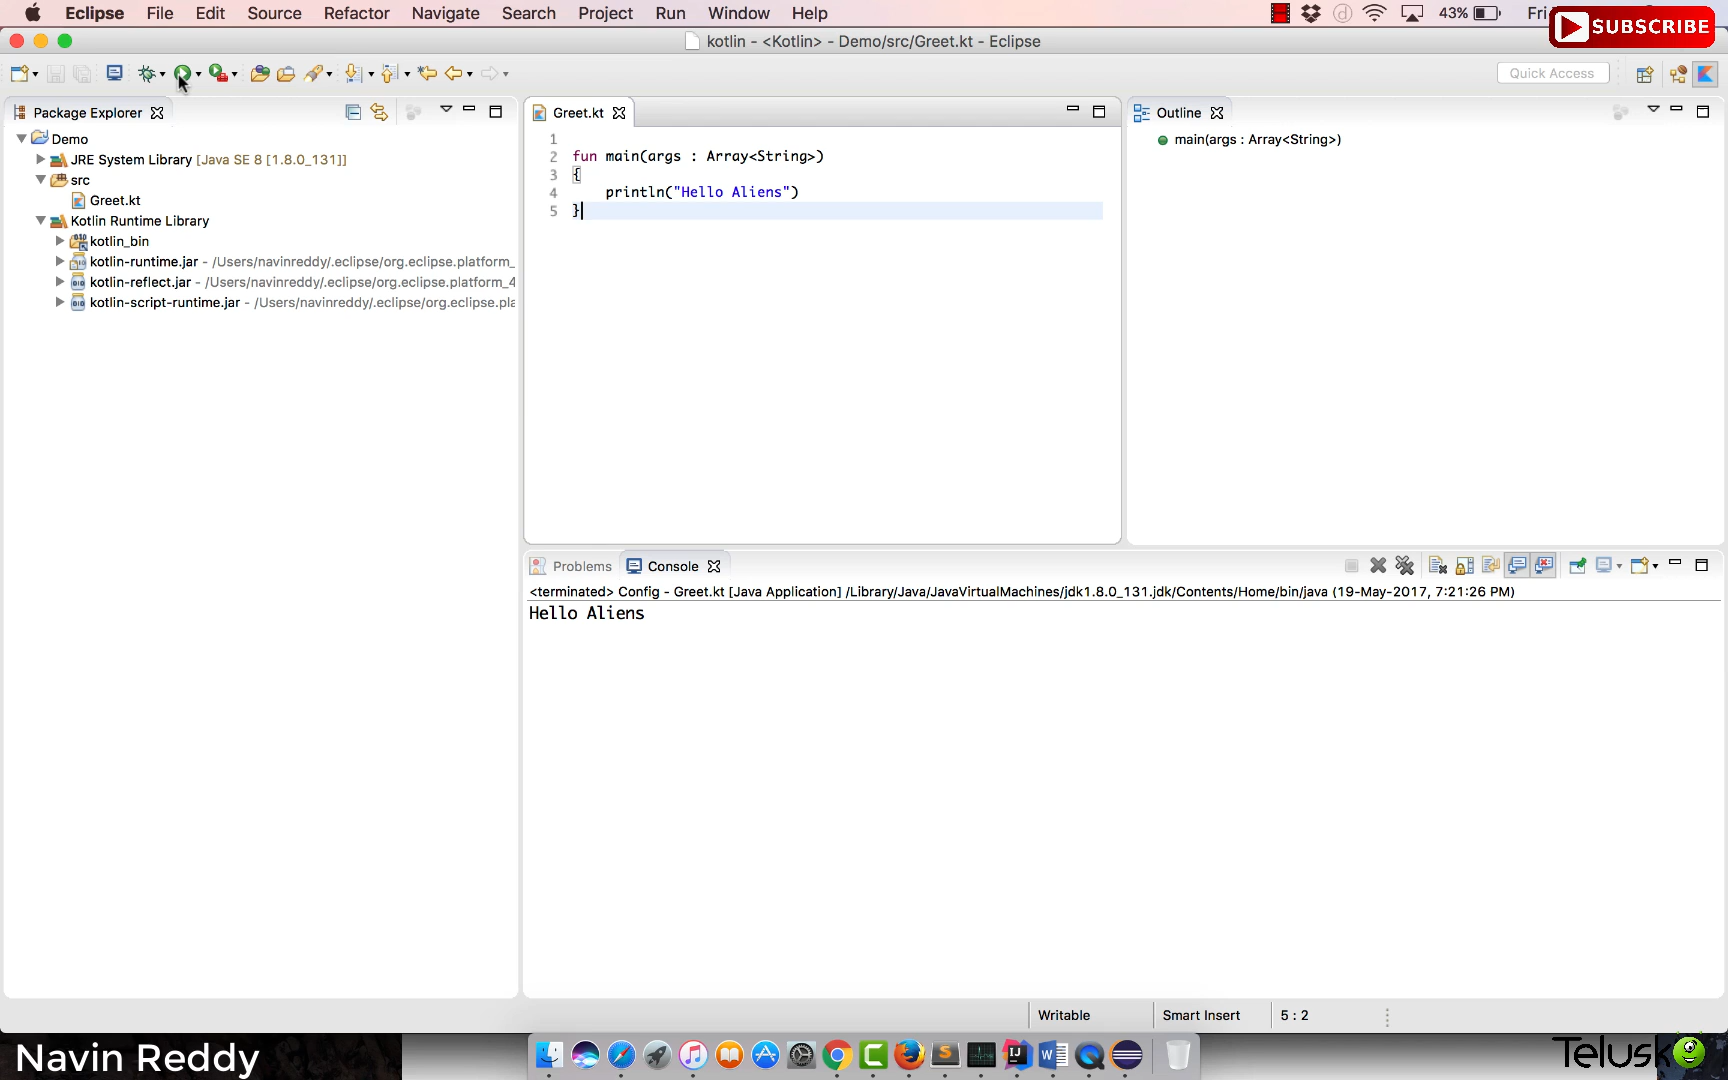 Eclipse File Edit Source Refactor Navigate Search Project Run Window Help 43% Fri
SUBSCRIBE
kotlin - <Kotlin> - Demo/src/Greet.kt - Eclipse
Quick Access
Package Explorer
Demo
JRE System Library [Java SE 8 [1.8.0_131]]
src
Greet.kt
Kotlin Runtime Library
kotlin_bin
kotlin-runtime.jar - /Users/navinreddy/.eclipse/org.eclipse.platform_
kotlin-reflect.jar - /Users/navinreddy/.eclipse/org.eclipse.platform_4
kotlin-script-runtime.jar - /Users/navinreddy/.eclipse/org.eclipse.pla
Greet.kt
1
2 fun main(args : Array<String>)
3 {
4     println("Hello Aliens")
5 }
Outline
main(args : Array<String>)
Problems Console
<terminated> Config - Greet.kt [Java Application] /Library/Java/JavaVirtualMachines/jdk1.8.0_131.jdk/Contents/Home/bin/java (19-May-2017, 7:21:26 PM)
Hello Aliens
Writable Smart Insert 5 : 2
Navin Reddy
Telusko